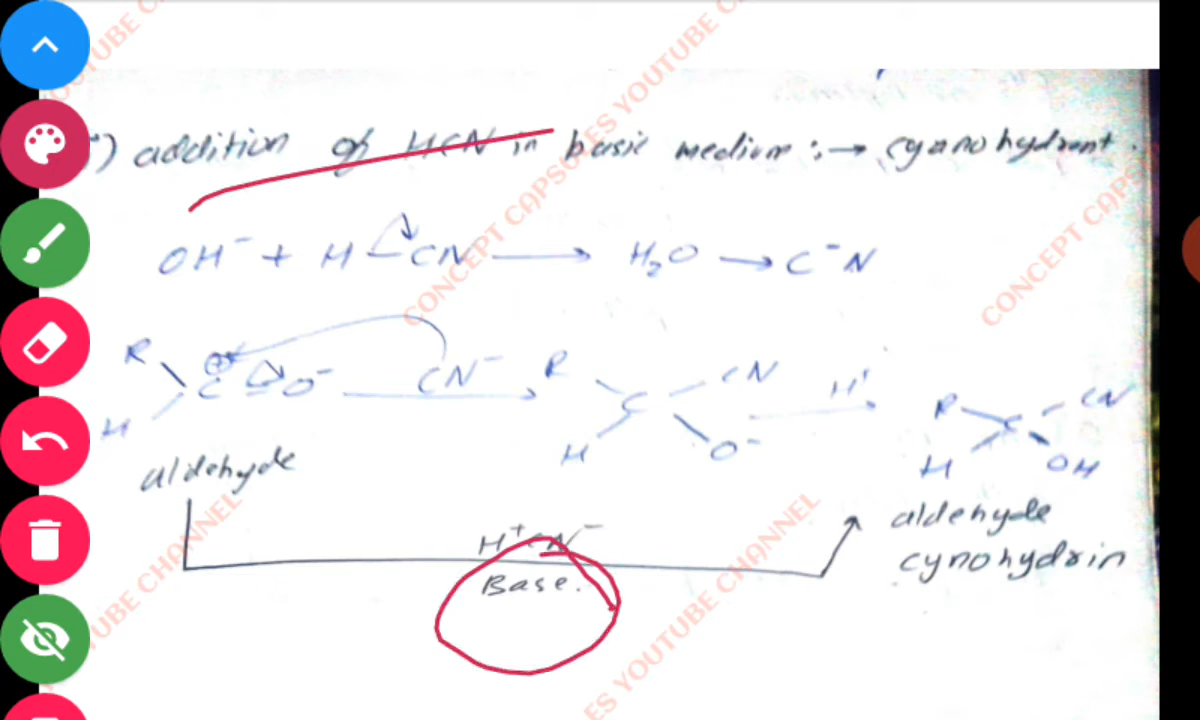 addition of HCN in basic medium :→ cyanohydrant.
OH⁻ + H-CN → H₂O → C⁻N
R H C⊕ O⁻ CN⁻ → R H C CN O⁻ H⁺ → R H C CN OH
aldehyde
aldehyde
cynohydrin
H⁺CN⁻
Base.
CONCEPT CAPSULES YOUTUBE CHANNEL